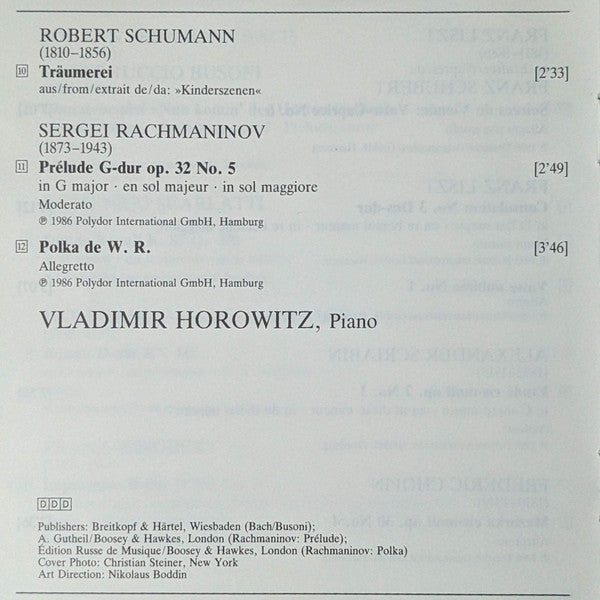 ROBERT SCHUMANN
(1810–1856)
10 Träumerei [2'33]
aus/from/extrait de/da: »Kinderszenen«
SERGEI RACHMANINOV
(1873–1943)
11 Prélude G-dur op. 32 No. 5 [2'49]
in G major · en sol majeur · in sol maggiore
Moderato
℗ 1986 Polydor International GmbH, Hamburg
12 Polka de W. R. [3'46]
Allegretto
℗ 1986 Polydor International GmbH, Hamburg
VLADIMIR HOROWITZ, Piano
DDD
Publishers: Breitkopf & Härtel, Wiesbaden (Bach/Busoni);
A. Gutheil/Boosey & Hawkes, London (Rachmaninov: Prélude);
Édition Russe de Musique/Boosey & Hawkes, London (Rachmaninov: Polka)
Cover Photo: Christian Steiner, New York
Art Direction: Nikolaus Boddin